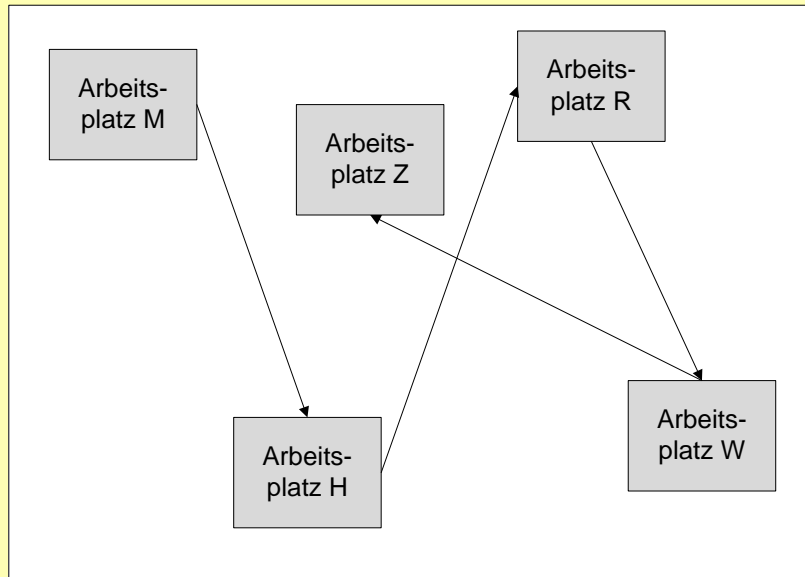 Arbeits-
platz M
Arbeits-
platz Z
Arbeits-
platz R
Arbeits-
platz H
Arbeits-
platz W